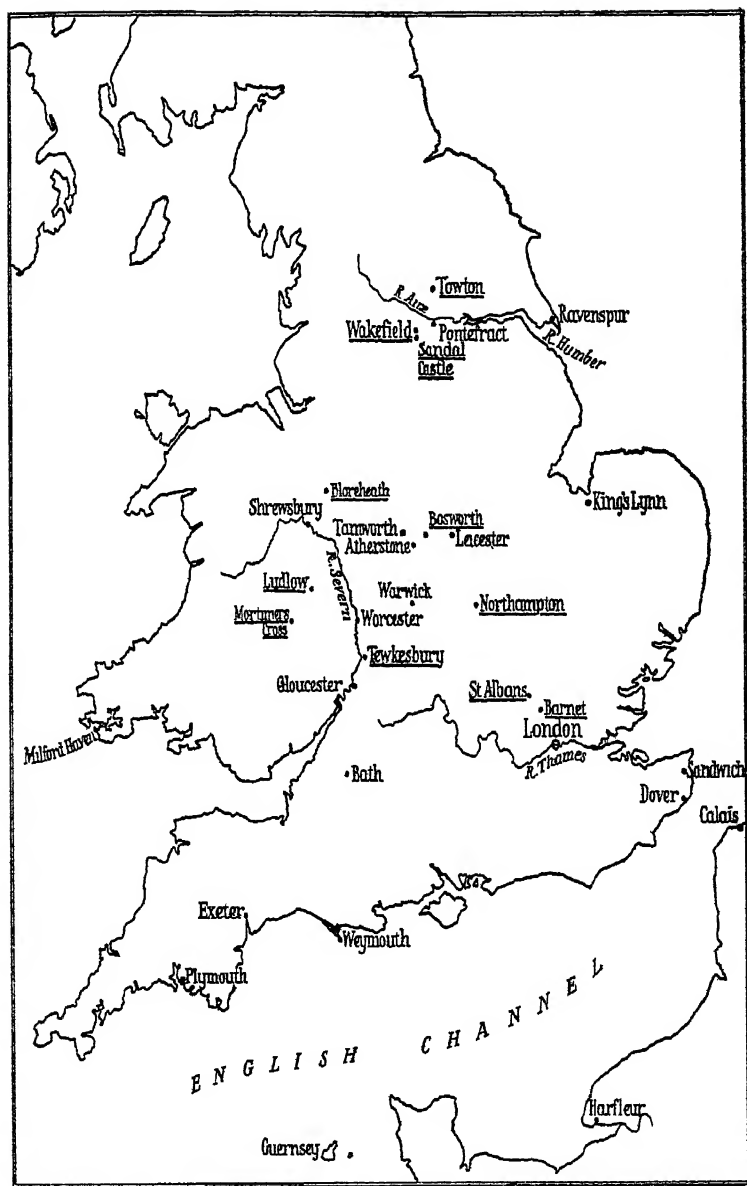 Towton
R. Aire
Ravenspur
Wakefield
Pontefract
R. Humber
Sandal
Castle
Bloreheath
Shrewsbury
King's Lynn
Tamworth
Bosworth
Atherstone
Leicester
R. Severn
Ludlow
Warwick
Northampton
Mortimers
Cross
Worcester
Tewkesbury
Gloucester
St Albans
Barnet
London
Milford Haven
R. Thames
Bath
Sandwich
Dover
Calais
Exeter
Weymouth
Plymouth
ENGLISH CHANNEL
Harfleur
Guernsey